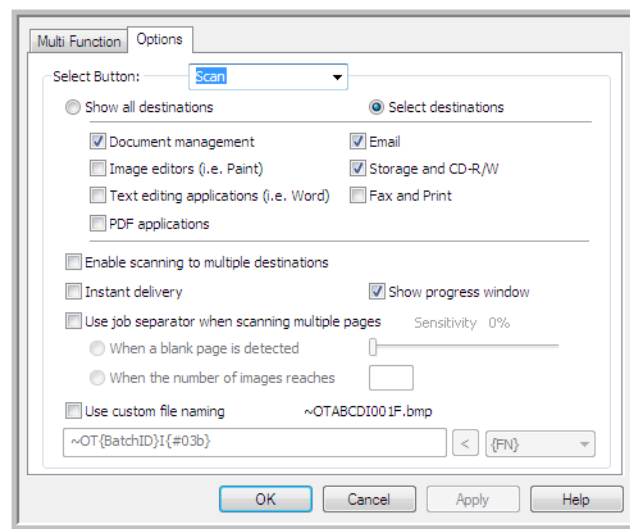 Multi Function Options
Select Button: Scan
Show all destinations Select destinations
Document management Email
Image editors (i.e. Paint) Storage and CD-R/W
Text editing applications (i.e. Word) Fax and Print
PDF applications
Enable scanning to multiple destinations
Instant delivery Show progress window
Use job separator when scanning multiple pages Sensitivity 0%
When a blank page is detected
When the number of images reaches
Use custom file naming ~OTABCDI001F.bmp
~OT{BatchID}I{#03b} < {FN}
OK Cancel Apply Help